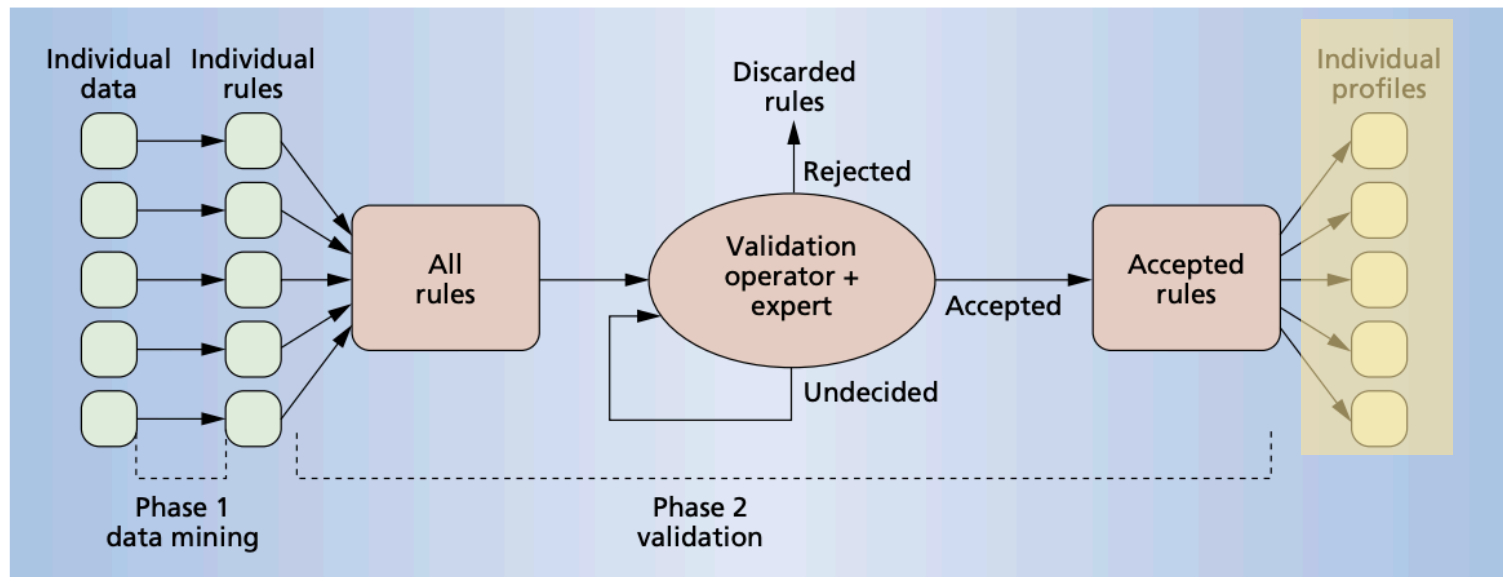 Individual
data
Individual
rules
Discarded
rules
Individual
profiles
Rejected
All
rules
Validation
operator +
expert
Accepted
Accepted
rules
Undecided
Phase 1
data mining
Phase 2
validation